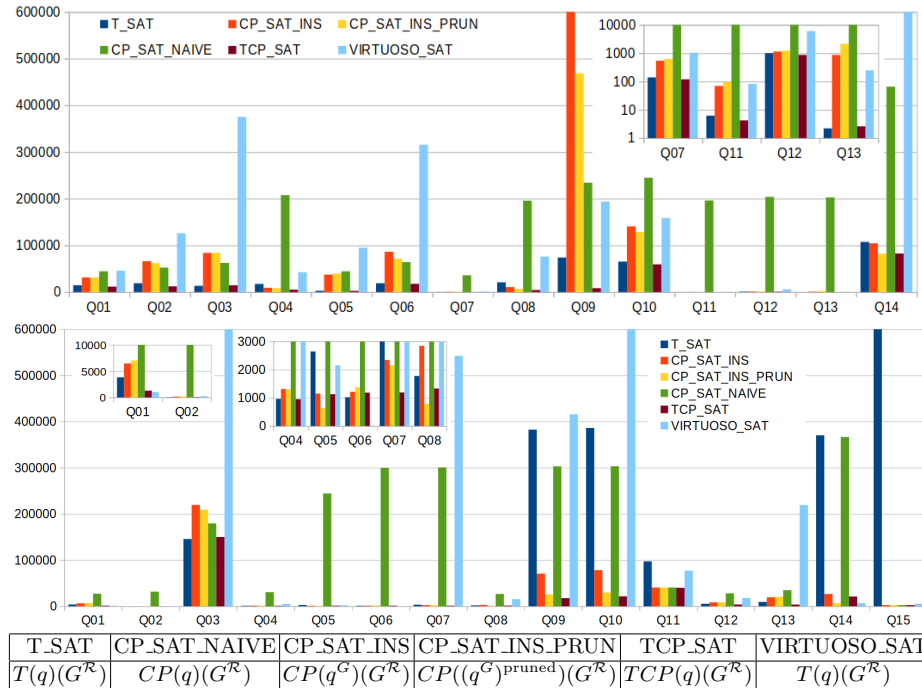 T_SAT CP_SAT_INS CP_SAT_INS_PRUN
CP_SAT_NAIVE TCP_SAT VIRTUOSO_SAT
600000
500000
400000
300000
200000
100000
0
Q01 Q02 Q03 Q04 Q05 Q06 Q07 Q08 Q09 Q10 Q11 Q12 Q13 Q14
10000
1000
100
10
1
Q07 Q11 Q12 Q13
600000
500000
400000
300000
200000
100000
0
Q01 Q02 Q03 Q04 Q05 Q06 Q07 Q08 Q09 Q10 Q11 Q12 Q13 Q14 Q15
10000
5000
0
Q01 Q02
3000
2000
1000
0
Q04 Q05 Q06 Q07 Q08
T_SAT
CP_SAT_INS
CP_SAT_INS_PRUN
CP_SAT_NAIVE
TCP_SAT
VIRTUOSO_SAT
T_SAT CP_SAT_NAIVE CP_SAT_INS CP_SAT_INS_PRUN TCP_SAT VIRTUOSO_SAT
T(q)(G^R) CP(q)(G^R) CP(q^G)(G^R) CP((q^G)^pruned)(G^R) TCP(q)(G^R) T(q)(G^R)